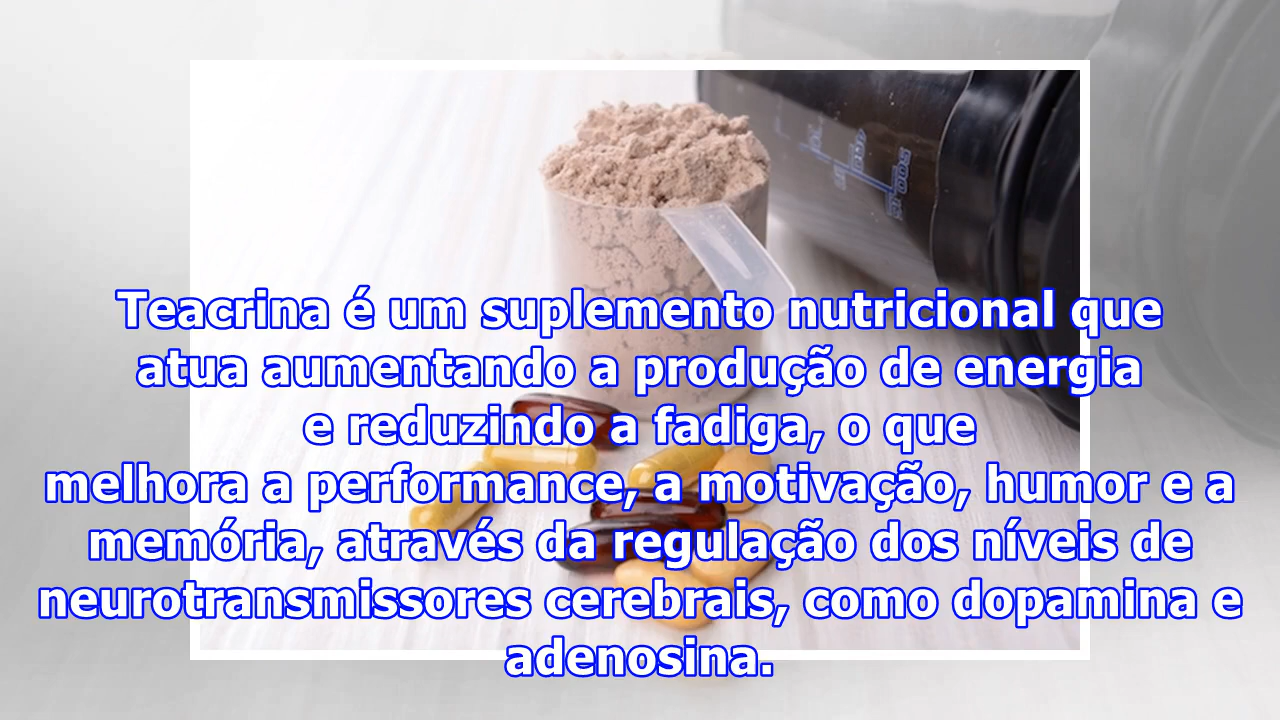 Teacrina é um suplemento nutricional que
atua aumentando a produção de energia
e reduzindo a fadiga, o que
melhora a performance, a motivação, humor e a
memória, através da regulação dos níveis de
neurotransmissores cerebrais, como dopamina e
adenosina.